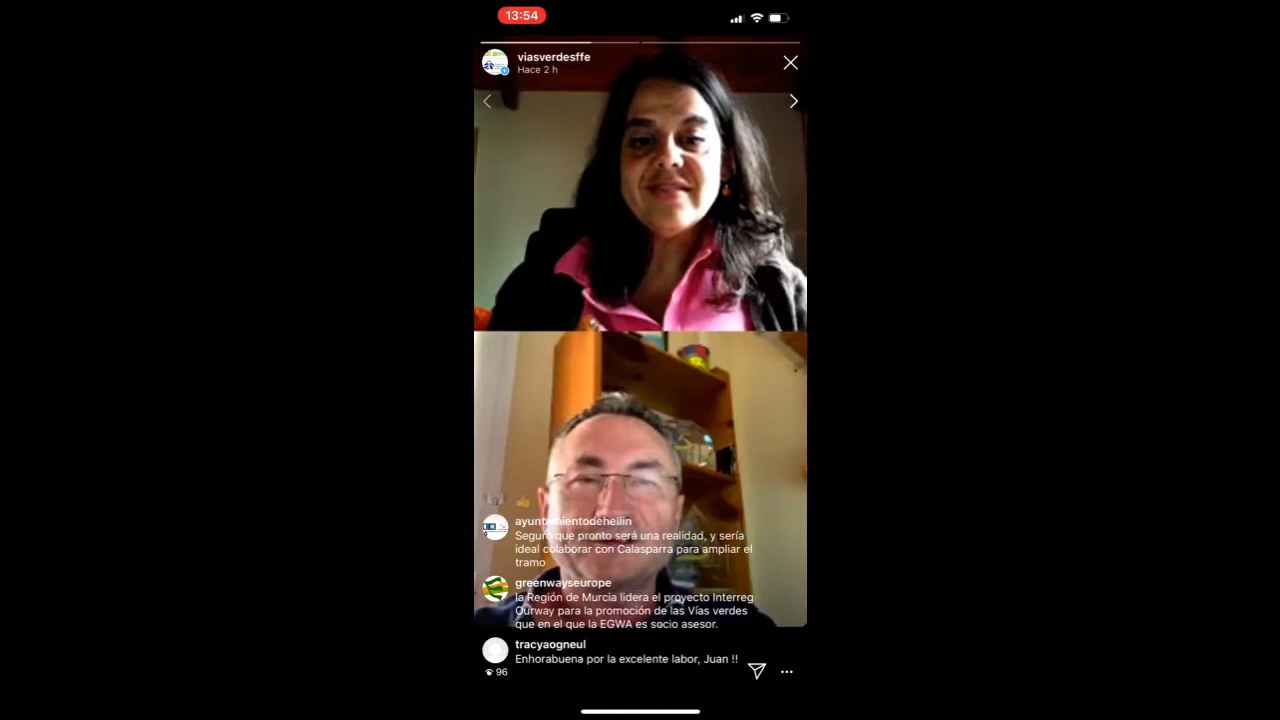 13:54
viasverdesffe
Hace 2 h
ayuntamientodehellin
Seguro que pronto será una realidad, y sería
ideal colaborar con Calasparra para ampliar el
tramo
greenwayseurope
la Región de Murcia lidera el proyecto Interreg
Ourway para la promoción de las Vías verdes
que en el que la EGWA es socio asesor.
tracyaogneul
Enhorabuena por la excelente labor, Juan !!
96